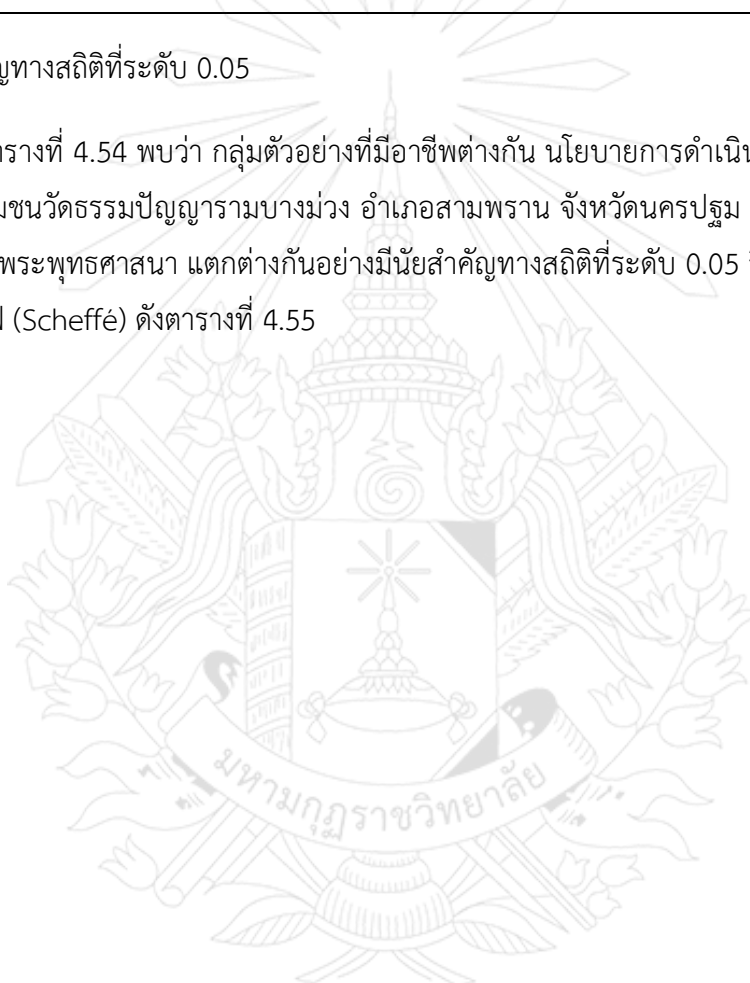 ทางสถิติที่ระดับ 0.05
ตารางที่ 4.54 พบว่า กลุ่มตัวอย่างที่มีอาชีพต่างกัน นโยบายการดำเนิน
ชุมชนวัดธรรมปัญญารามบางม่วง อำเภอสามพราน จังหวัดนครปฐม
พระพุทธศาสนา แตกต่างกันอย่างมีนัยสำคัญทางสถิติที่ระดับ 0.05
(Scheffé) ดังตารางที่ 4.55
มหามกุฏราชวิทยาลัย